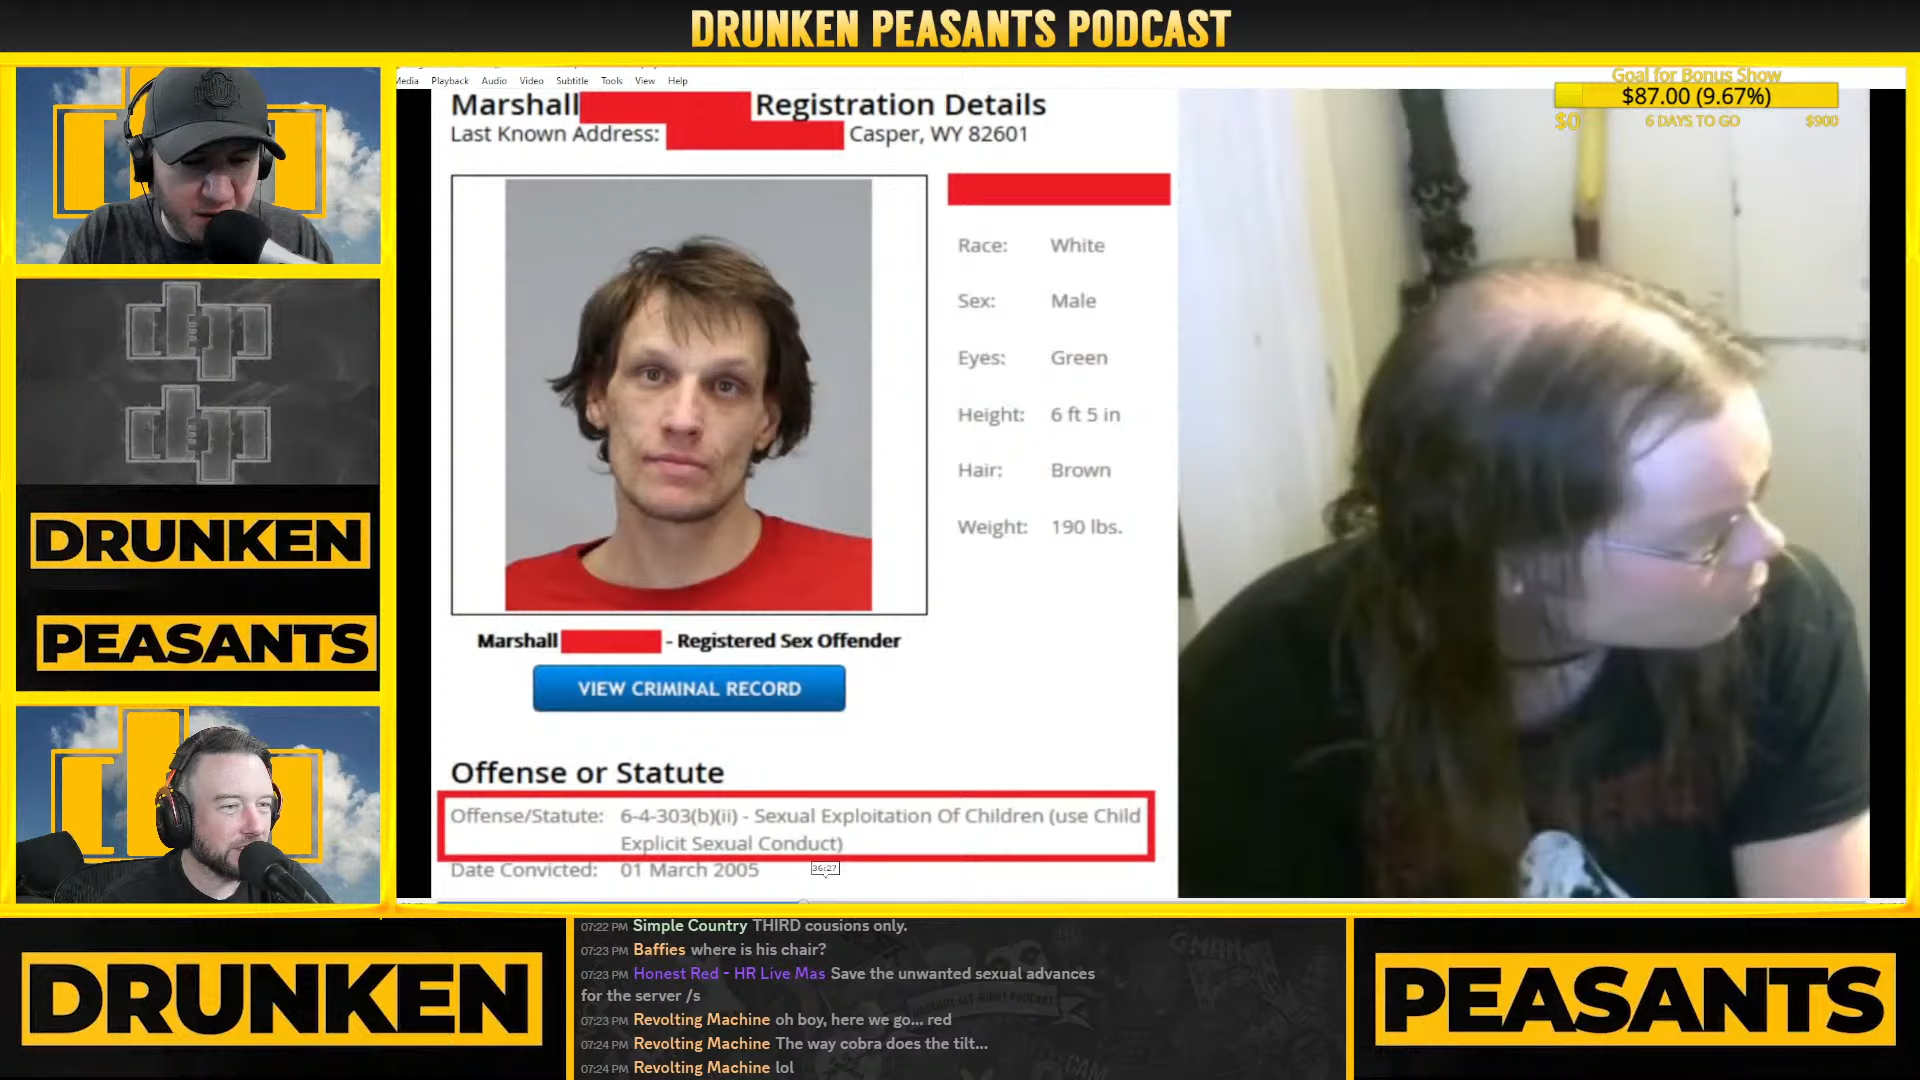 DRUNKEN PEASANTS PODCAST
Media Playback Audio Video Subtitle Tools View Help
Goal for Bonus Show
$87.00 (9.67%)
$0 6 DAYS TO GO $900
Marshall Registration Details
Last Known Address: Casper, WY 82601
Race: White
Sex: Male
Eyes: Green
Height: 6 ft 5 in
Hair: Brown
Weight: 190 lbs.
Marshall - Registered Sex Offender
VIEW CRIMINAL RECORD
Offense or Statute
Offense/Statute: 6-4-303(b)(ii) - Sexual Exploitation Of Children (use Child
Explicit Sexual Conduct)
Date Convicted: 01 March 2005
36:27
DRUNKEN
PEASANTS
DRUNKEN
07:22 PM Simple Country THIRD cousions only.
07:23 PM Baffies where is his chair?
07:23 PM Honest Red - HR Live Mas Save the unwanted sexual advances
for the server /s
07:23 PM Revolting Machine oh boy, here we go... red
07:24 PM Revolting Machine The way cobra does the tilt...
07:24 PM Revolting Machine lol
PEASANTS